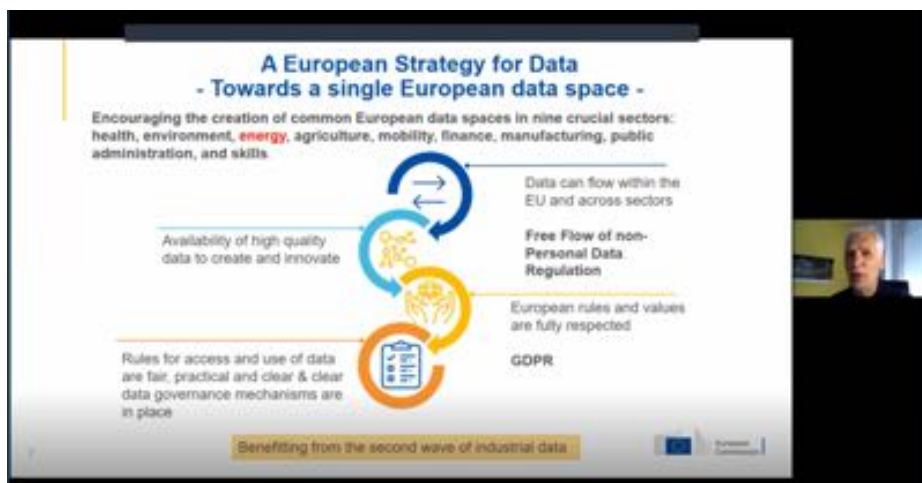 A European Strategy for Data
- Towards a single European data space -
Encouraging the creation of common European data spaces in nine crucial sectors:
health, environment, energy, agriculture, mobility, finance, manufacturing, public
administration, and skills
Data can flow within the
EU and across sectors
Free Flow of non-
Personal Data
Regulation
Availability of high quality
data to create and innovate
European rules and values
are fully respected
GDPR
Rules for access and use of data
are fair, practical and clear & clear
data governance mechanisms are
in place
Benefitting from the second wave of industrial data
European
Commission